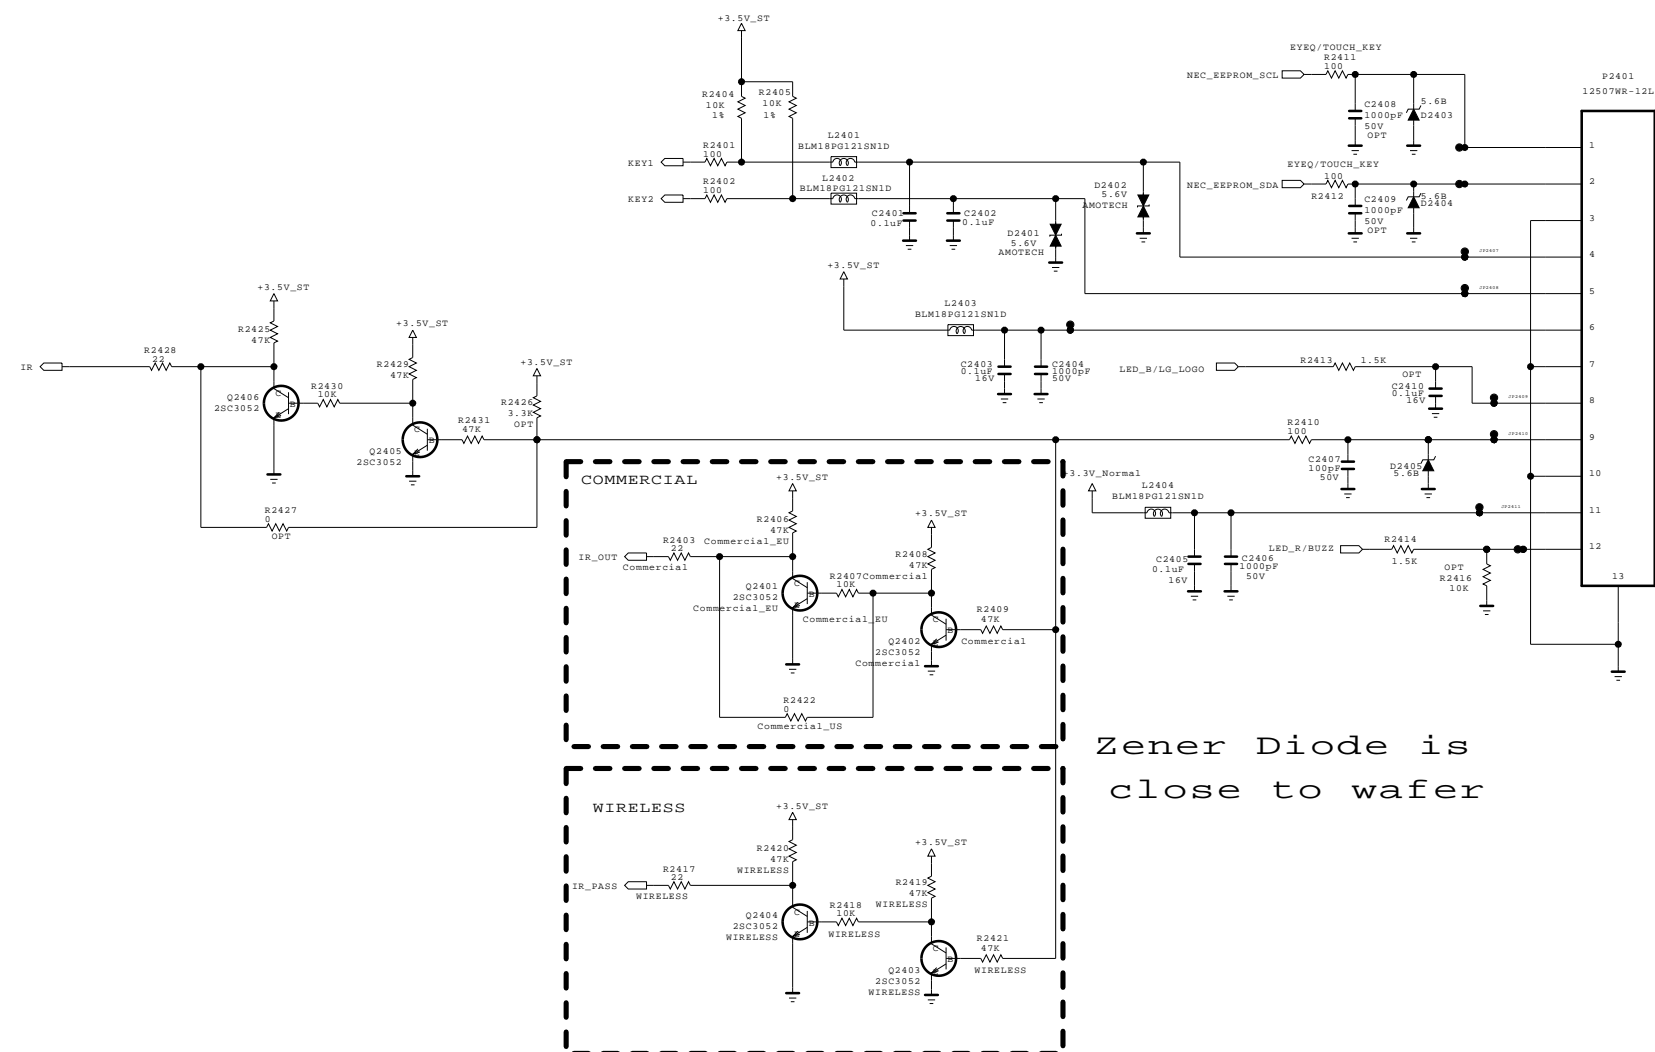 +3.5V_ST
EYEQ/TOUCH_KEY
R2411
100
NEC_EEPROM_SCL
P2401
12507WR-12L
R2404
10K
1%
R2405
10K
1%
C2408
1000pF
50V
OPT
5.6B
D2403
L2401
BLM18PG121SN1D
R2401
100
KEY1
1
EYEQ/TOUCH_KEY
100
R2412
NEC_EEPROM_SDA
2
L2402
BLM18PG121SN1D
R2402
100
KEY2
D2402
5.6V
AMOTECH
C2409
1000pF
50V
OPT
5.6B
D2404
C2401
0.1uF
C2402
0.1uF
D2401
5.6V
AMOTECH
3
JP2407
4
+3.5V_ST
JP2408
5
L2403
BLM18PG121SN1D
6
+3.5V_ST
R2425
47K
+3.5V_ST
R2428
22
IR
R2429
47K
+3.5V_ST
C2403
0.1uF
16V
C2404
1000pF
50V
LED_B/LG_LOGO
R2413
1.5K
7
OPT
C2410
0.1uF
16V
JP2409
8
Q2406
2SC3052
C
B
E
R2430
10K
R2426
3.3K
OPT
R2431
47K
Q2405
2SC3052
C
B
E
R2410
100
JP2410
9
C2407
100pF
50V
D2405
5.6B
10
COMMERCIAL
+3.5V_ST
+3.3V_Normal
L2404
BLM18PG121SN1D
JP2411
11
R2427
0
OPT
R2406
47K
Commercial_EU
+3.5V_ST
R2403
22
IR_OUT
Commercial
R2408
47K
Commercial
C2405
0.1uF
16V
C2406
1000pF
50V
LED_R/BUZZ
R2414
1.5K
12
OPT
R2416
10K
13
Q2401
2SC3052
Commercial_EU
C
B
E
R2407
10K
Commercial_EU
R2409
47K
Commercial
Q2402
2SC3052
Commercial
C
B
E
R2422
0
Commercial_US
Zener Diode is
close to wafer
WIRELESS
+3.5V_ST
R2420
47K
WIRELESS
+3.5V_ST
R2417
22
IR_PASS
WIRELESS
R2419
47K
WIRELESS
Q2404
2SC3052
WIRELESS
C
B
E
R2418
10K
WIRELESS
R2421
47K
WIRELESS
Q2403
2SC3052
WIRELESS
C
B
E